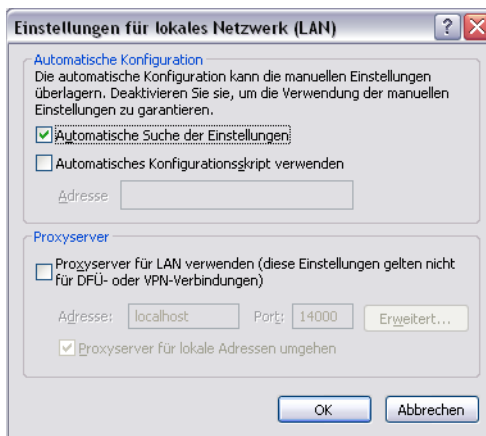 Einstellungen für lokales Netzwerk (LAN)
Automatische Konfiguration
Die automatische Konfiguration kann die manuellen Einstellungen
überlagern. Deaktivieren Sie sie, um die Verwendung der manuellen
Einstellungen zu garantieren.
Automatische Suche der Einstellungen
Automatisches Konfigurationsskript verwenden
Adresse
Proxyserver
Proxyserver für LAN verwenden (diese Einstellungen gelten nicht
für DFÜ- oder VPN-Verbindungen)
Adresse: localhost Port: 14000 Erweitert...
Proxyserver für lokale Adressen umgehen
OK Abbrechen